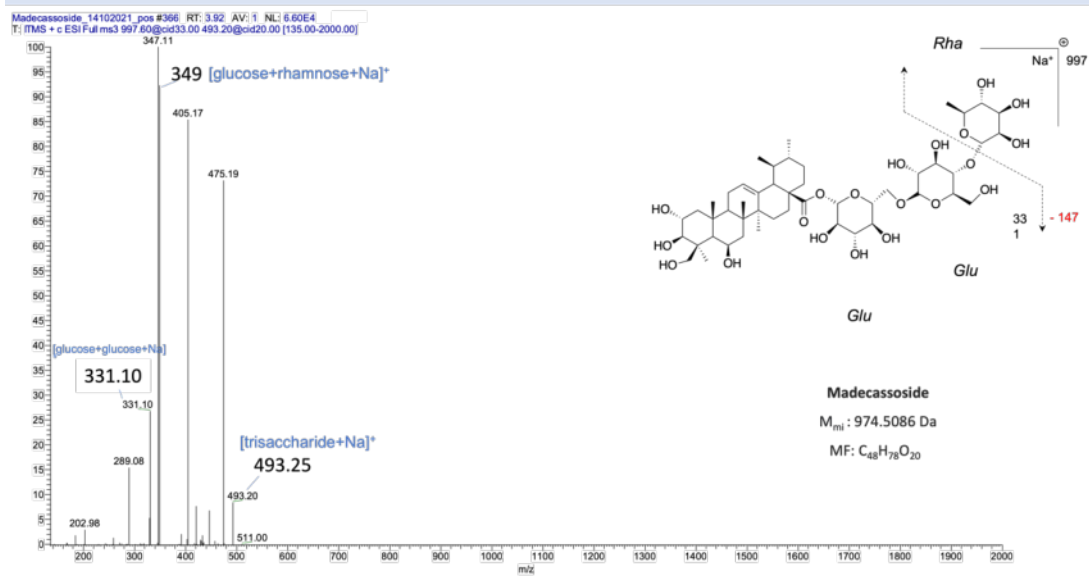 Madecassoside_14102021_pos #366 RT: 3.92 AV: 1 NL: 6.60E4
T: ITMS + c ESI Full ms3 997.60@cid33.00 493.20@cid20.00 [135.00-2000.00]
347.11
349 [glucose+rhamnose+Na]+
405.17
475.19
[glucose+glucose+Na]
331.10
331.10
[trisaccharide+Na]+
493.25
289.08
493.20
202.98
511.00
100
95
90
85
80
75
70
65
60
55
50
45
40
35
30
25
20
15
10
5
0
200 300 400 500 600 700 800 900 1000 1100 1200 1300 1400 1500 1600 1700 1800 1900 2000
m/z
Rha
⊕
Na+ 997
OH
OH
O
OH
OH
OH
HO
O
OH
O
O
O
O
O
HO
HO
HO
OH
HO
OH
OH
33
1
- 147
Glu
Glu
Madecassoside
Mmi : 974.5086 Da
MF: C48H78O20